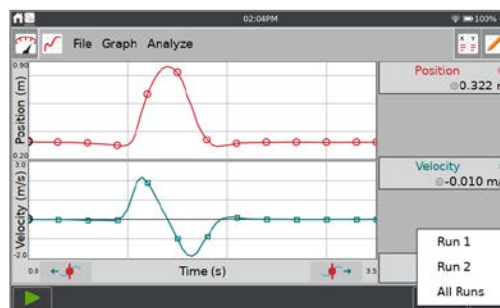 02:04PM
100%
File Graph Analyze
X Y
0.90
Position (m)
0.20
3.0
Velocity (m/s)
-2.0
0.0
Time (s)
3.5
Position
0.322
Velocity
-0.010 m/
Run 1
Run 2
All Runs